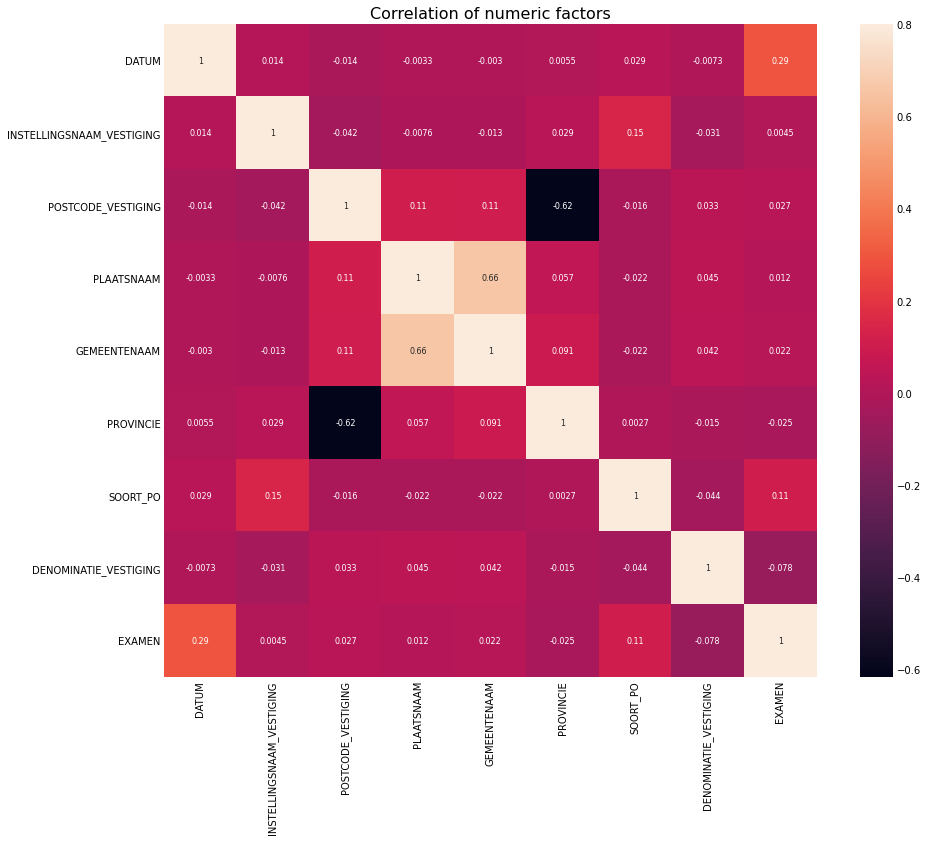 Correlation of numeric factors
DATUM 1 0.014 -0.014 -0.0033 -0.003 0.0055 0.029 -0.0073 0.29
INSTELLINGSNAAM_VESTIGING 0.014 1 -0.042 -0.0076 -0.013 0.029 0.15 -0.031 0.0045
POSTCODE_VESTIGING -0.014 -0.042 1 0.11 0.11 -0.62 -0.016 0.033 0.027
PLAATSNAAM -0.0033 -0.0076 0.11 1 0.66 0.057 -0.022 0.045 0.012
GEMEENTENAAM -0.003 -0.013 0.11 0.66 1 0.091 -0.022 0.042 0.022
PROVINCIE 0.0055 0.029 -0.62 0.057 0.091 1 0.0027 -0.015 -0.025
SOORT_PO 0.029 0.15 -0.016 -0.022 -0.022 0.0027 1 -0.044 0.11
DENOMINATIE_VESTIGING -0.0073 -0.031 0.033 0.045 0.042 -0.015 -0.044 1 -0.078
EXAMEN 0.29 0.0045 0.027 0.012 0.022 -0.025 0.11 -0.078 1
DATUM
INSTELLINGSNAAM_VESTIGING
POSTCODE_VESTIGING
PLAATSNAAM
GEMEENTENAAM
PROVINCIE
SOORT_PO
DENOMINATIE_VESTIGING
EXAMEN
0.8
0.6
0.4
0.2
0.0
−0.2
−0.4
−0.6